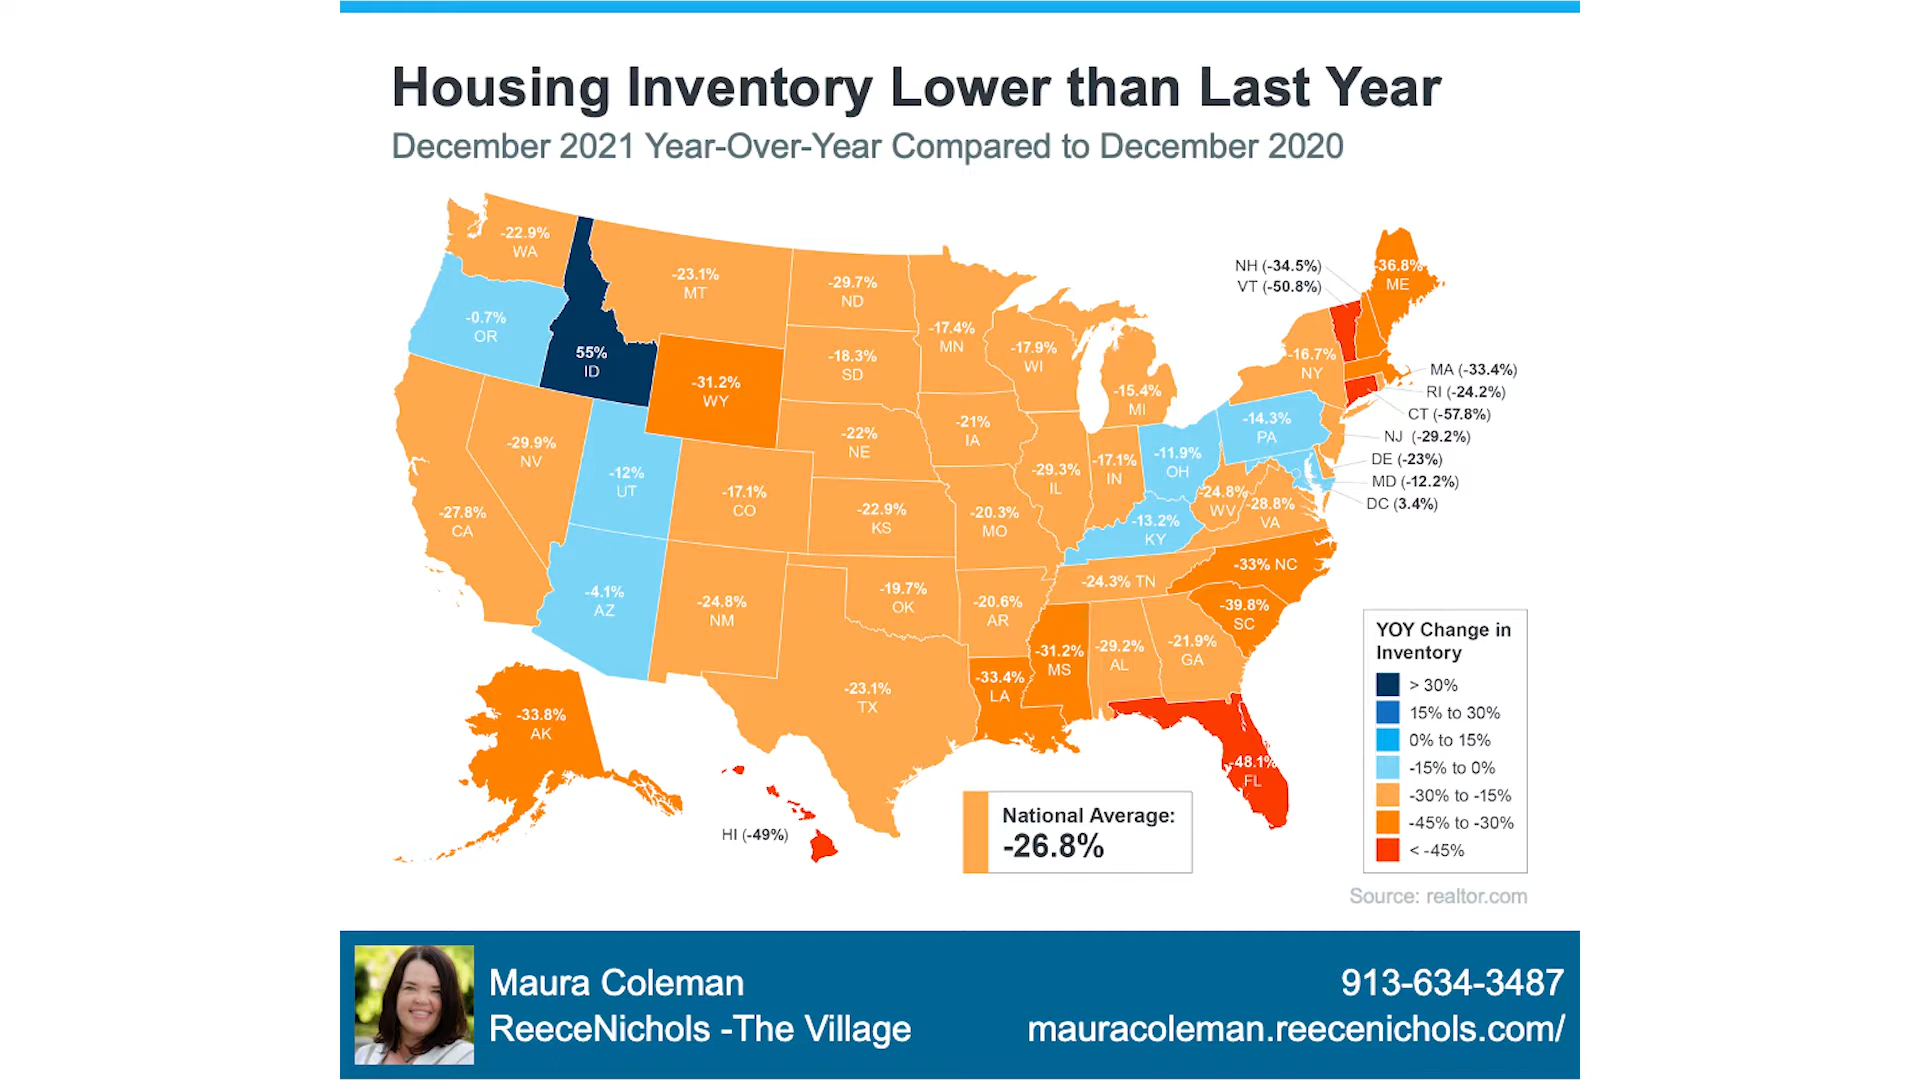 Housing Inventory Lower than Last Year
December 2021 Year-Over-Year Compared to December 2020
-22.9%
WA
-0.7%
OR
55%
ID
-23.1%
MT
-29.7%
ND
-17.4%
MN
-17.9%
WI
-18.3%
SD
-31.2%
WY
-15.4%
MI
-16.7%
NY
-36.8%
ME
NH (-34.5%)
VT (-50.8%)
MA (-33.4%)
RI (-24.2%)
CT (-57.8%)
NJ (-29.2%)
DE (-23%)
MD (-12.2%)
DC (3.4%)
-27.8%
CA
-29.9%
NV
-12%
UT
-17.1%
CO
-22%
NE
-21%
IA
-22.9%
KS
-20.3%
MO
-29.3%
IL
-17.1%
IN
-11.9%
OH
-14.3%
PA
-13.2%
KY
-24.8%
WV
-28.8%
VA
-33% NC
-24.3% TN
-39.8%
SC
-4.1%
AZ
-24.8%
NM
-19.7%
OK
-20.6%
AR
-23.1%
TX
-33.4%
LA
-31.2%
MS
-29.2%
AL
-21.9%
GA
-48.1%
FL
-33.8%
AK
HI (-49%)
National Average:
-26.8%
YOY Change in
Inventory
> 30%
15% to 30%
0% to 15%
-15% to 0%
-30% to -15%
-45% to -30%
< -45%
Source: realtor.com
Maura Coleman
ReeceNichols -The Village
913-634-3487
mauracoleman.reecenichols.com/